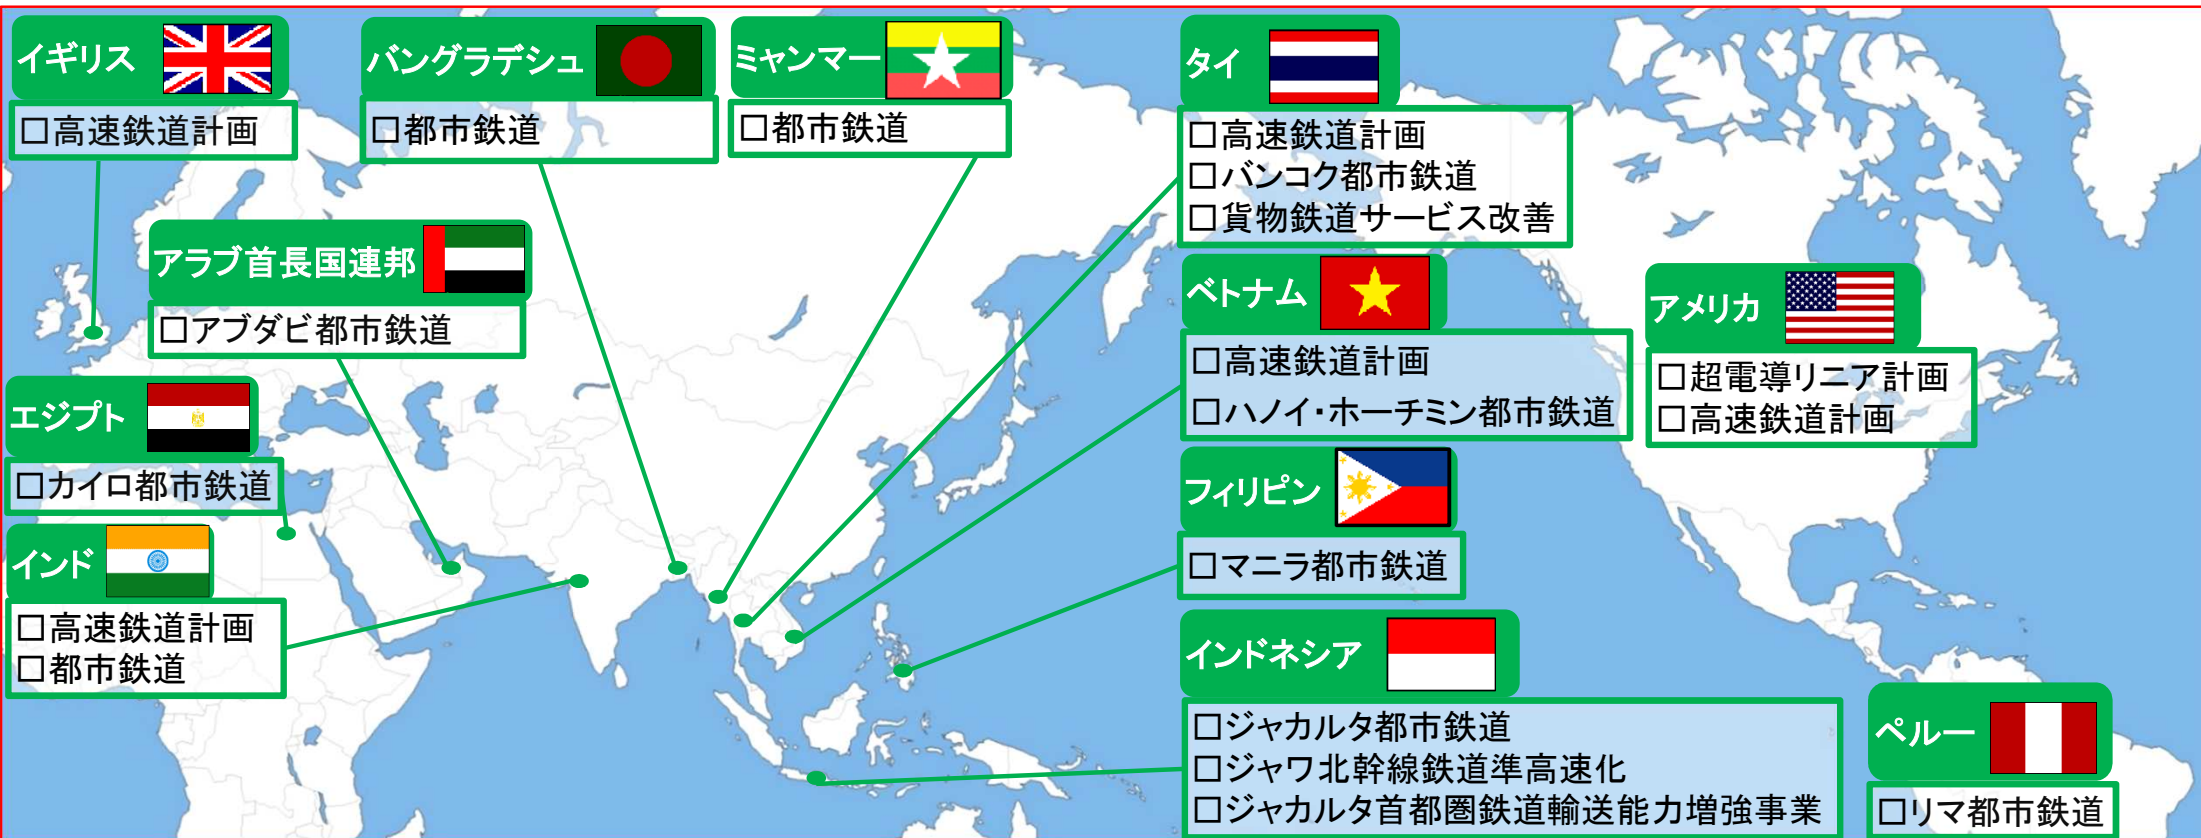 イギリス
□高速鉄道計画
バングラデシュ
□都市鉄道
ミャンマー
□都市鉄道
タイ
□高速鉄道計画
□バンコク都市鉄道
□貨物鉄道サービス改善
アラブ首長国連邦
□アブダビ都市鉄道
ベトナム
□高速鉄道計画
□ハノイ・ホーチミン都市鉄道
アメリカ
□超電導リニア計画
□高速鉄道計画
エジプト
□カイロ都市鉄道
フィリピン
□マニラ都市鉄道
インド
□高速鉄道計画
□都市鉄道
インドネシア
□ジャカルタ都市鉄道
□ジャワ北幹線鉄道準高速化
□ジャカルタ首都圏鉄道輸送能力増強事業
ペルー
□リマ都市鉄道